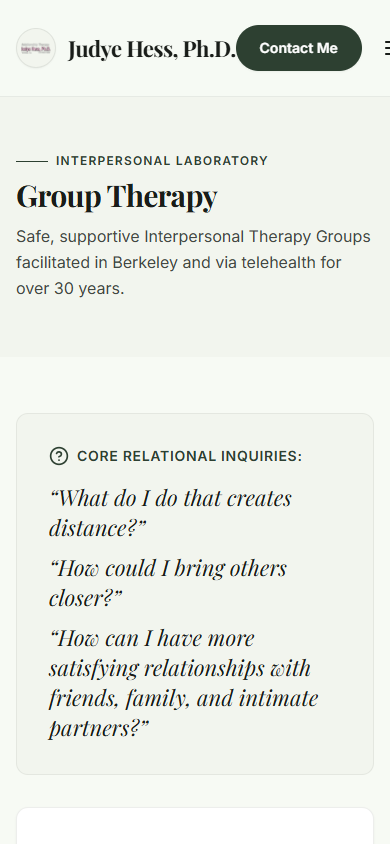 Judye Hess, Ph.D.
Contact Me
INTERPERSONAL LABORATORY
Group Therapy
Safe, supportive Interpersonal Therapy Groups
facilitated in Berkeley and via telehealth for
over 30 years.
CORE RELATIONAL INQUIRIES:
“What do I do that creates
distance?”
“How could I bring others
closer?”
“How can I have more
satisfying relationships with
friends, family, and intimate
partners?”